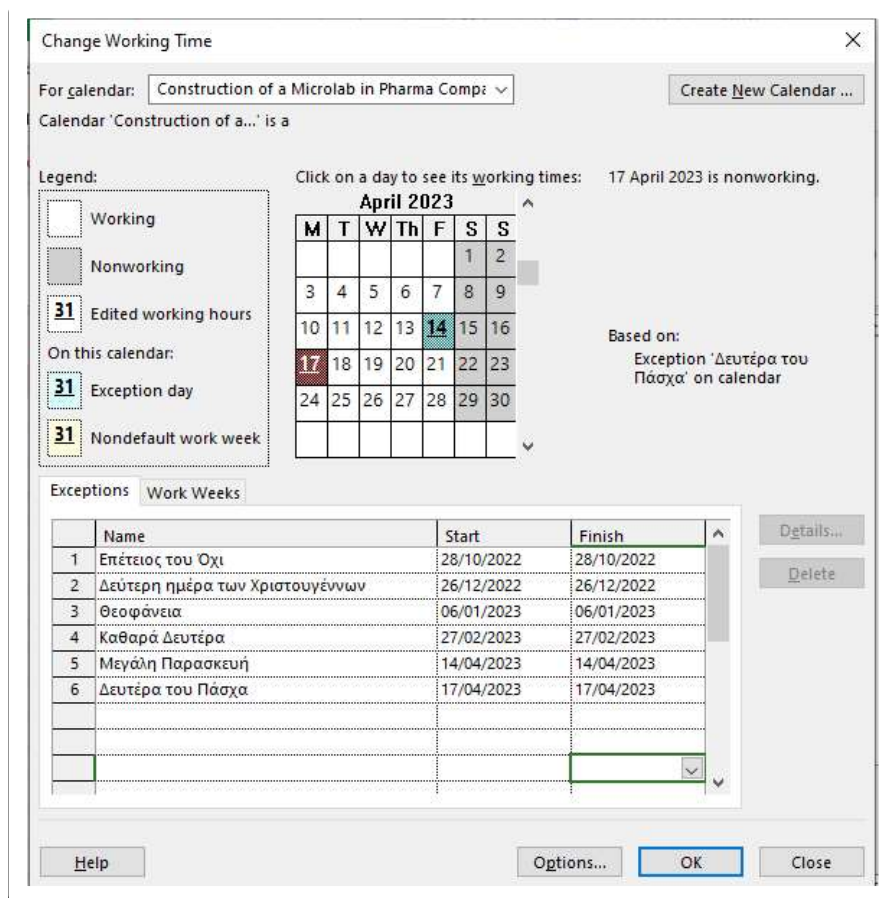 Change Working Time
For calendar: Construction of a Microlab in Pharma Compa
Create New Calendar ...
Calendar 'Construction of a...' is a
Legend:
Working
Nonworking
31 Edited working hours
On this calendar:
31 Exception day
31 Nondefault work week
Click on a day to see its working times:
April 2023
M T W Th F S S
1 2
3 4 5 6 7 8 9
10 11 12 13 14 15 16
17 18 19 20 21 22 23
24 25 26 27 28 29 30
17 April 2023 is nonworking.
Based on:
Exception 'Δευτέρα του
Πάσχα' on calendar
Exceptions Work Weeks
Name Start Finish
1 Επέτειος του Όχι 28/10/2022 28/10/2022
2 Δεύτερη ημέρα των Χριστουγέννων 26/12/2022 26/12/2022
3 Θεοφάνεια 06/01/2023 06/01/2023
4 Καθαρά Δευτέρα 27/02/2023 27/02/2023
5 Μεγάλη Παρασκευή 14/04/2023 14/04/2023
6 Δευτέρα του Πάσχα 17/04/2023 17/04/2023
Details...
Delete
Help Options... OK Close